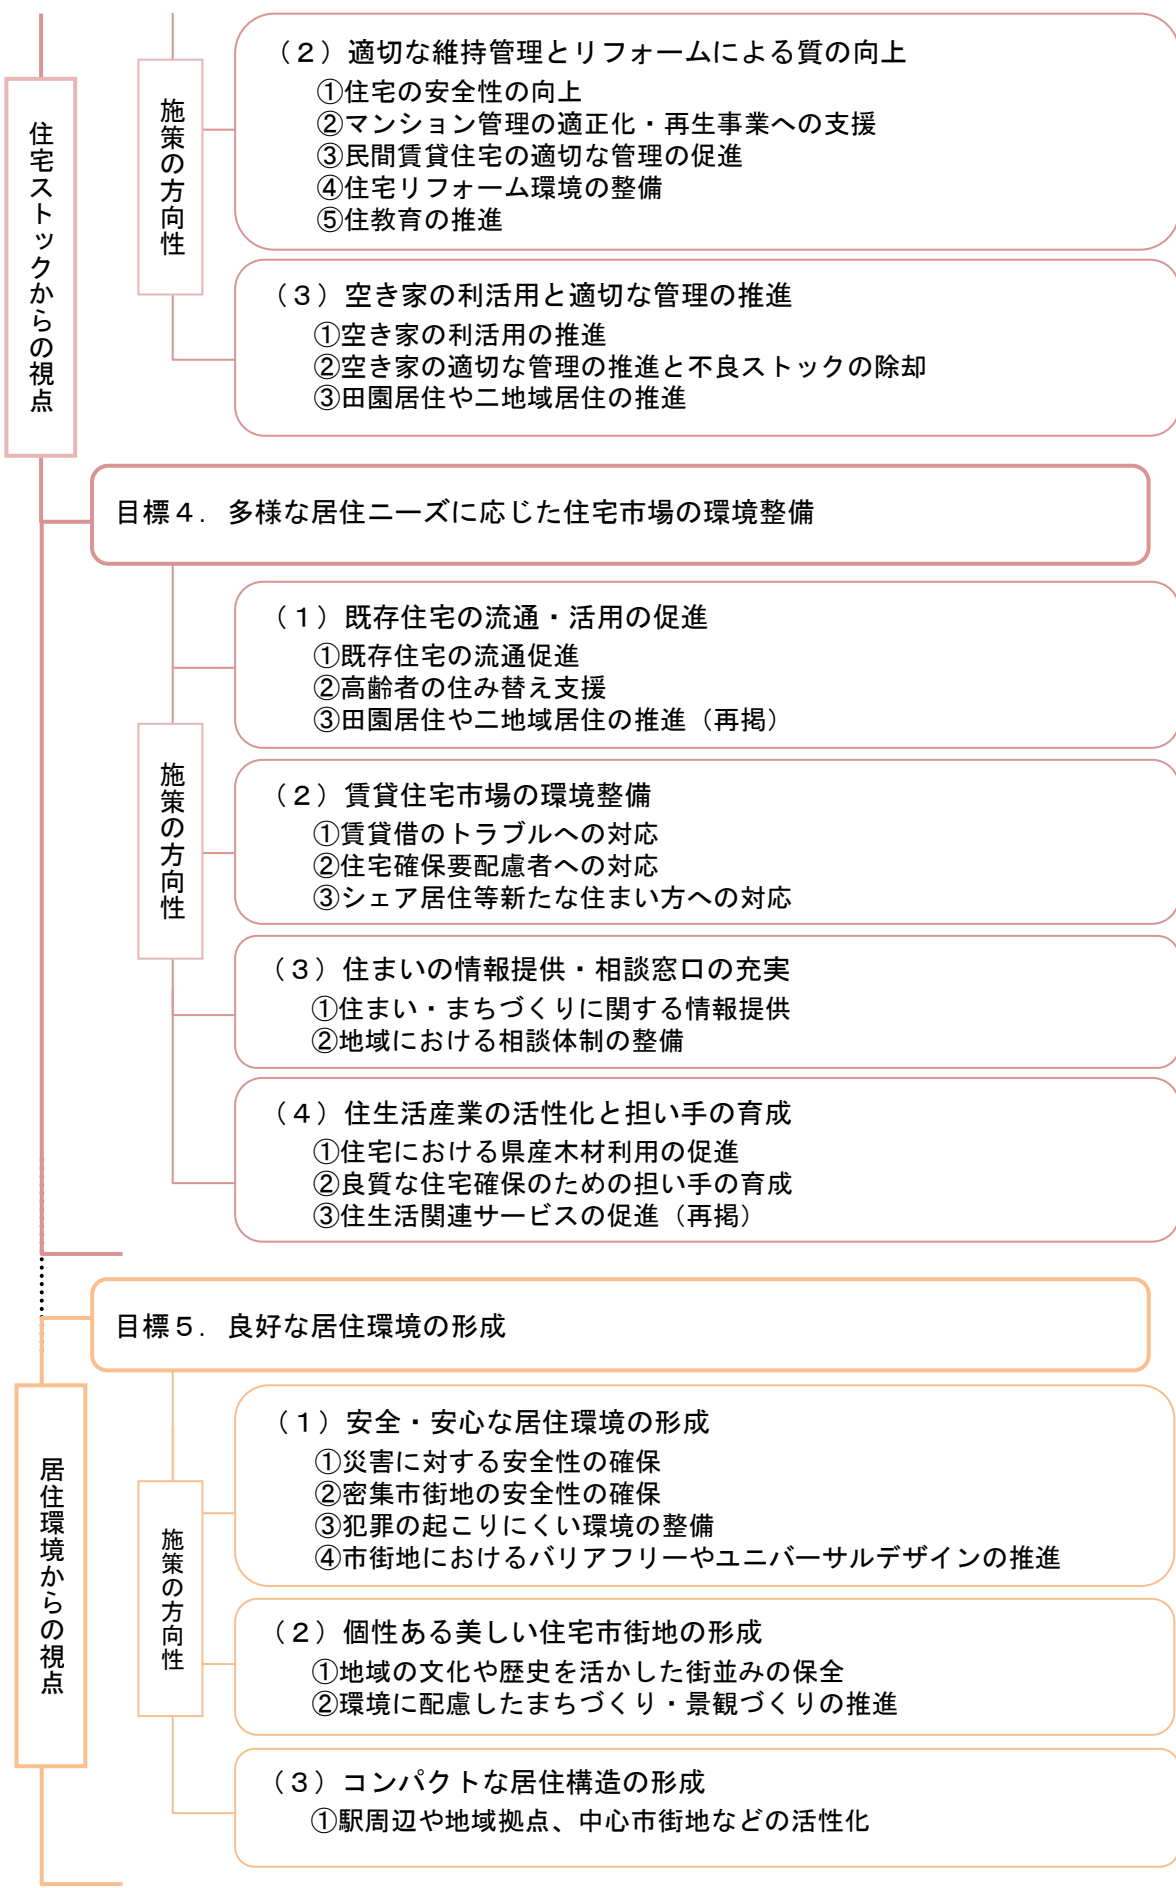 住宅ストックからの視点
施策の方向性
（２）適切な維持管理とリフォームによる質の向上
①住宅の安全性の向上
②マンション管理の適正化・再生事業への支援
③民間賃貸住宅の適切な管理の促進
④住宅リフォーム環境の整備
⑤住教育の推進
（３）空き家の利活用と適切な管理の推進
①空き家の利活用の推進
②空き家の適切な管理の推進と不良ストックの除却
③田園居住や二地域居住の推進
目標４．多様な居住ニーズに応じた住宅市場の環境整備
施策の方向性
（１）既存住宅の流通・活用の促進
①既存住宅の流通促進
②高齢者の住み替え支援
③田園居住や二地域居住の推進（再掲）
（２）賃貸住宅市場の環境整備
①賃貸借のトラブルへの対応
②住宅確保要配慮者への対応
③シェア居住等新たな住まい方への対応
（３）住まいの情報提供・相談窓口の充実
①住まい・まちづくりに関する情報提供
②地域における相談体制の整備
（４）住生活産業の活性化と担い手の育成
①住宅における県産木材利用の促進
②良質な住宅確保のための担い手の育成
③住生活関連サービスの促進（再掲）
目標５．良好な居住環境の形成
居住環境からの視点
施策の方向性
（１）安全・安心な居住環境の形成
①災害に対する安全性の確保
②密集市街地の安全性の確保
③犯罪の起こりにくい環境の整備
④市街地におけるバリアフリーやユニバーサルデザインの推進
（２）個性ある美しい住宅市街地の形成
①地域の文化や歴史を活かした街並みの保全
②環境に配慮したまちづくり・景観づくりの推進
（３）コンパクトな居住構造の形成
①駅周辺や地域拠点、中心市街地などの活性化